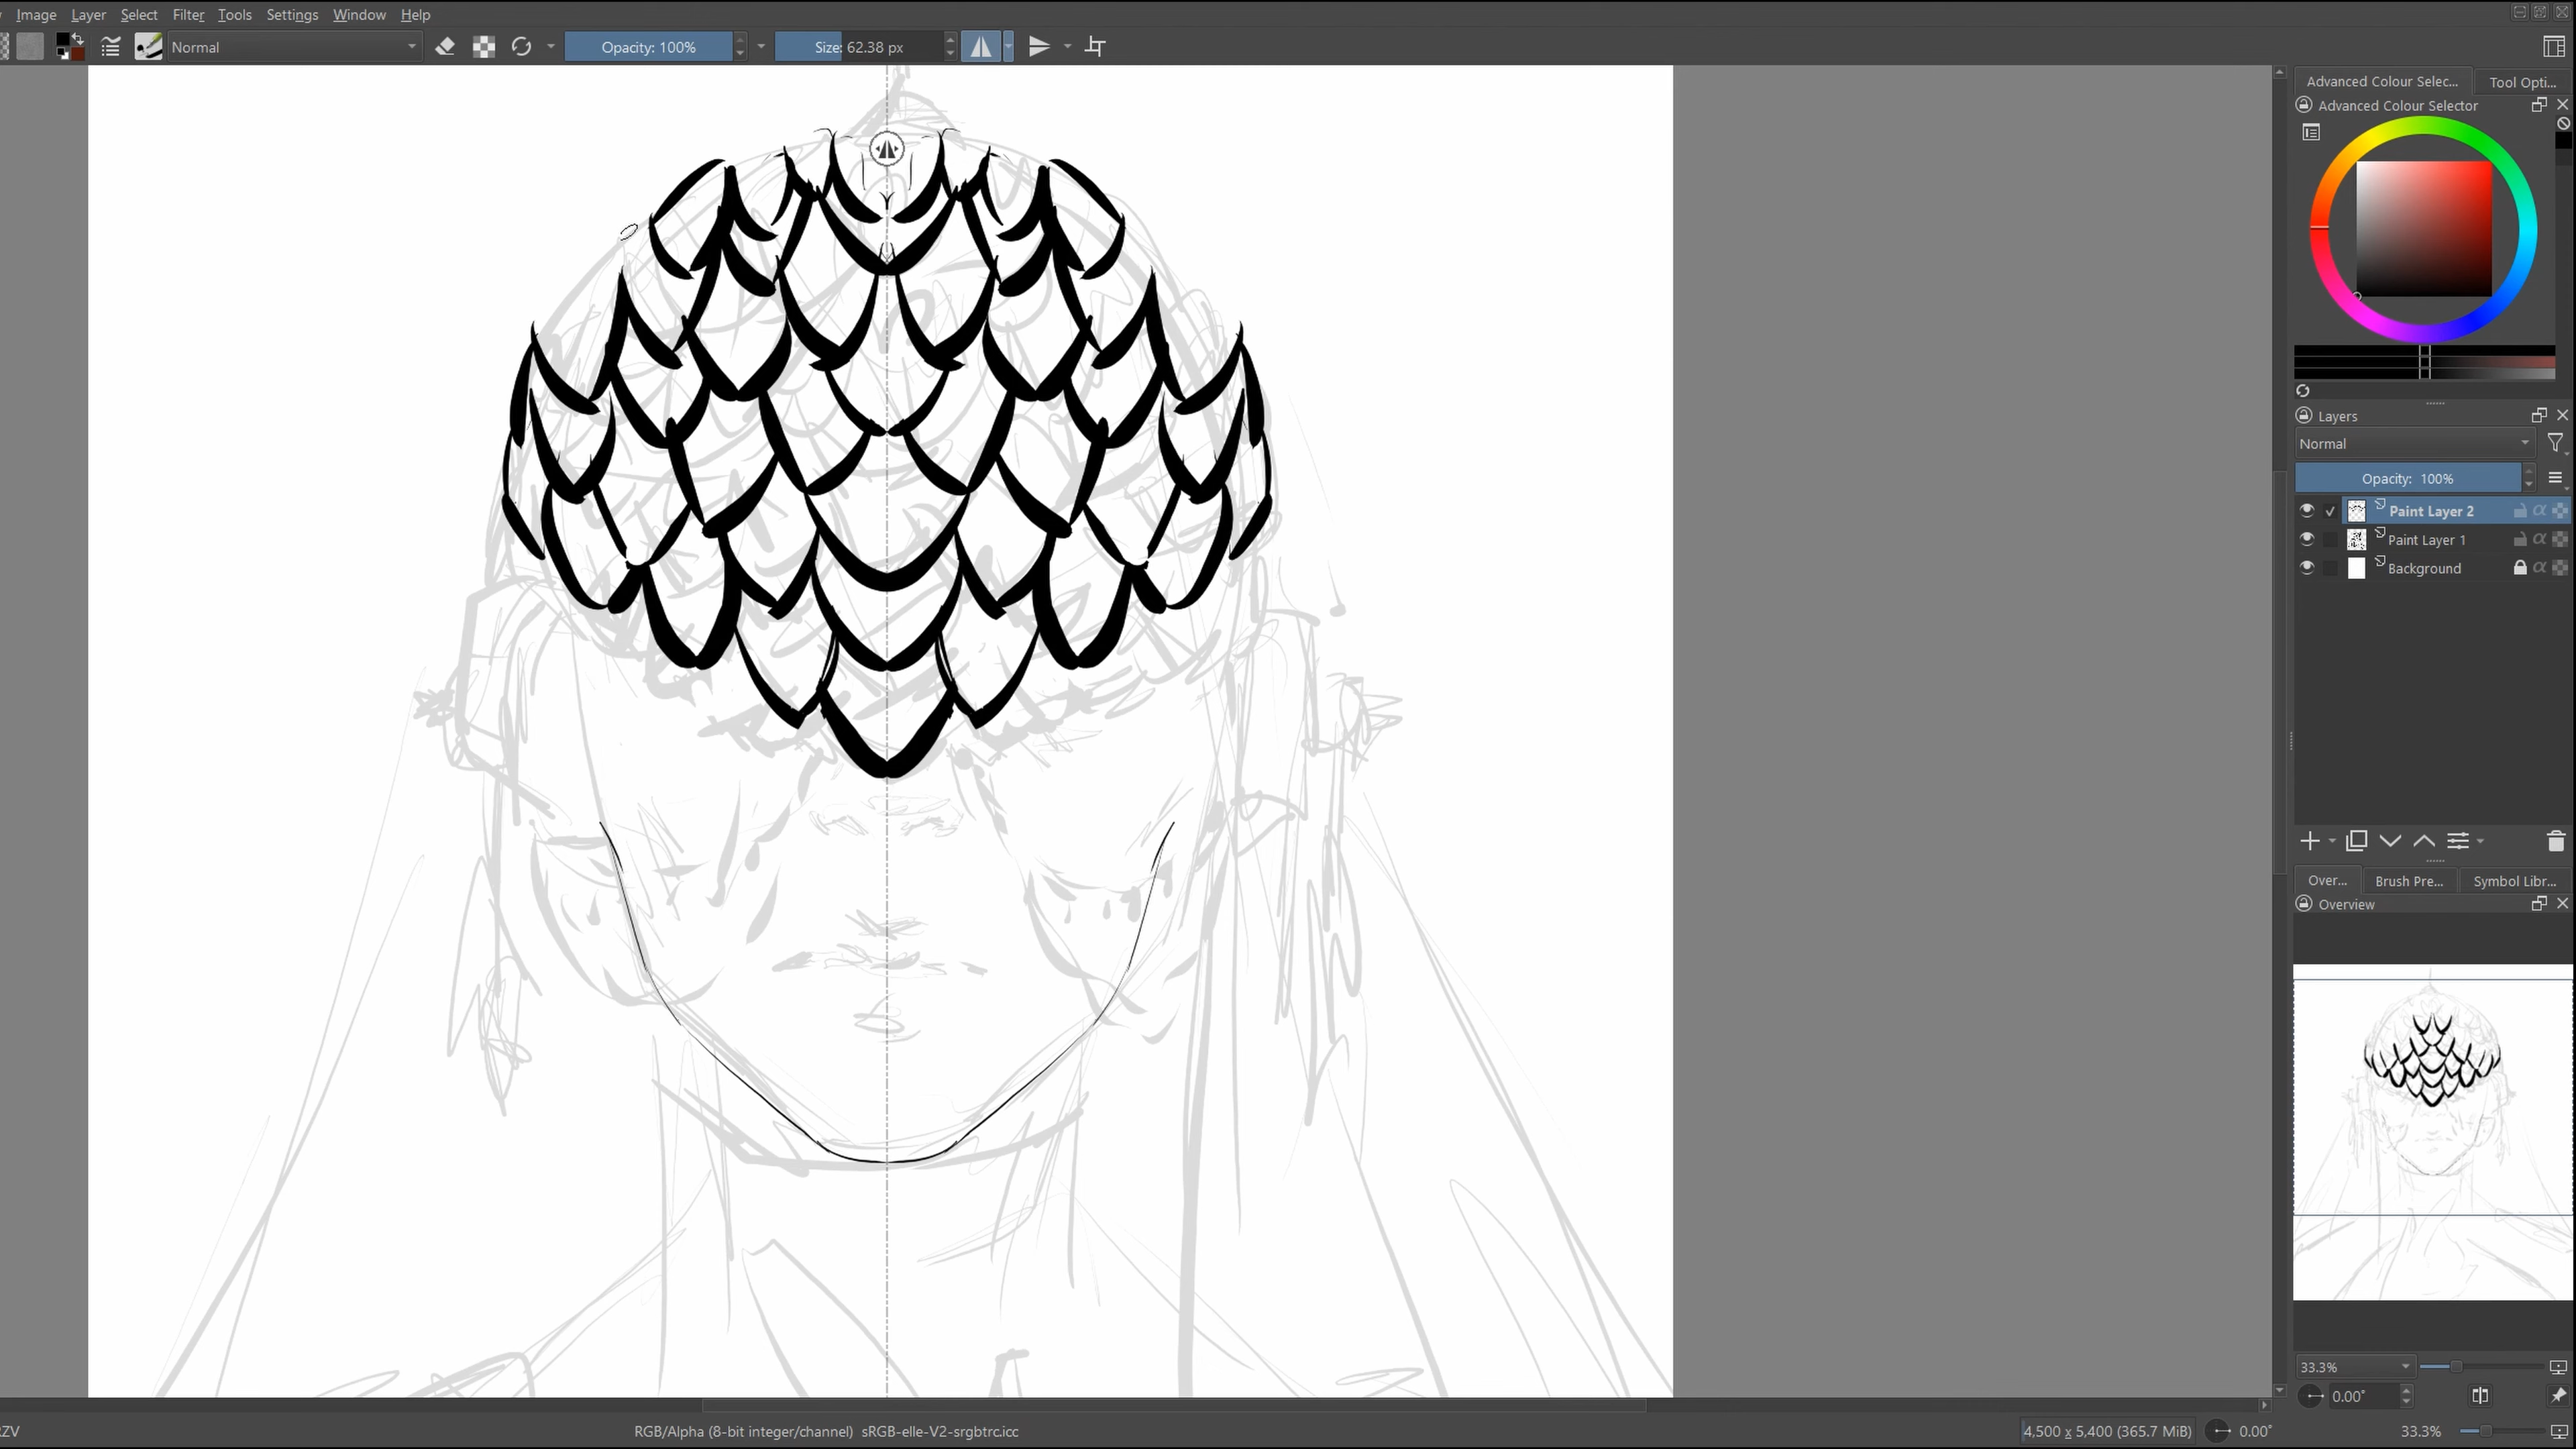 Image Layer Select Filter Tools Settings Window Help
Normal Opacity: 100% Size: 62.38 px
Advanced Colour Selec... Tool Opti...
Advanced Colour Selector
Layers
Normal
Opacity: 100%
Paint Layer 2
Paint Layer 1
Background
Over... Brush Pre... Symbol Libr...
Overview
33.3%
0.00°
ZV RGB/Alpha (8-bit integer/channel) sRGB-elle-V2-srgbtrc.icc 4,500 x 5,400 (365.7 MiB) 0.00° 33.3%